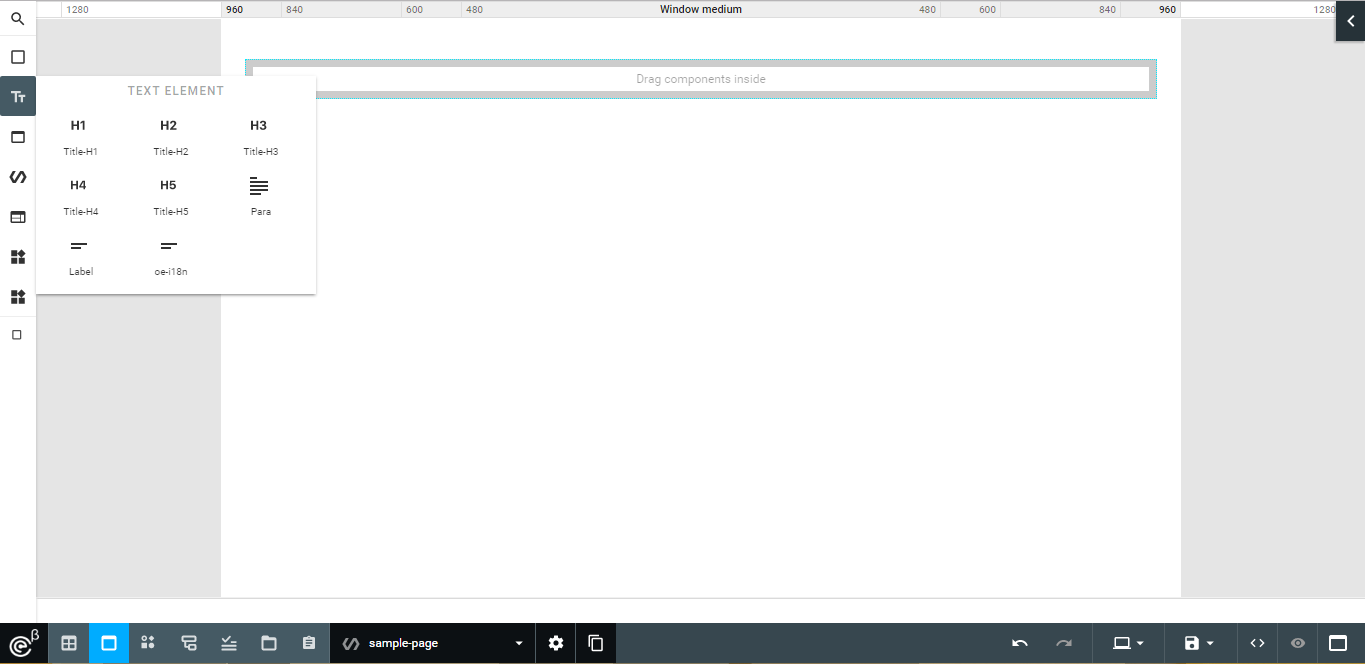 1280 960 840 600 480 Window medium 480 600 840 960 1280
Drag components inside
Tт
TEXT ELEMENT
H1 H2 H3
Title-H1 Title-H2 Title-H3
H4 H5
Title-H4 Title-H5 Para
Label oe-i18n
e β
sample-page